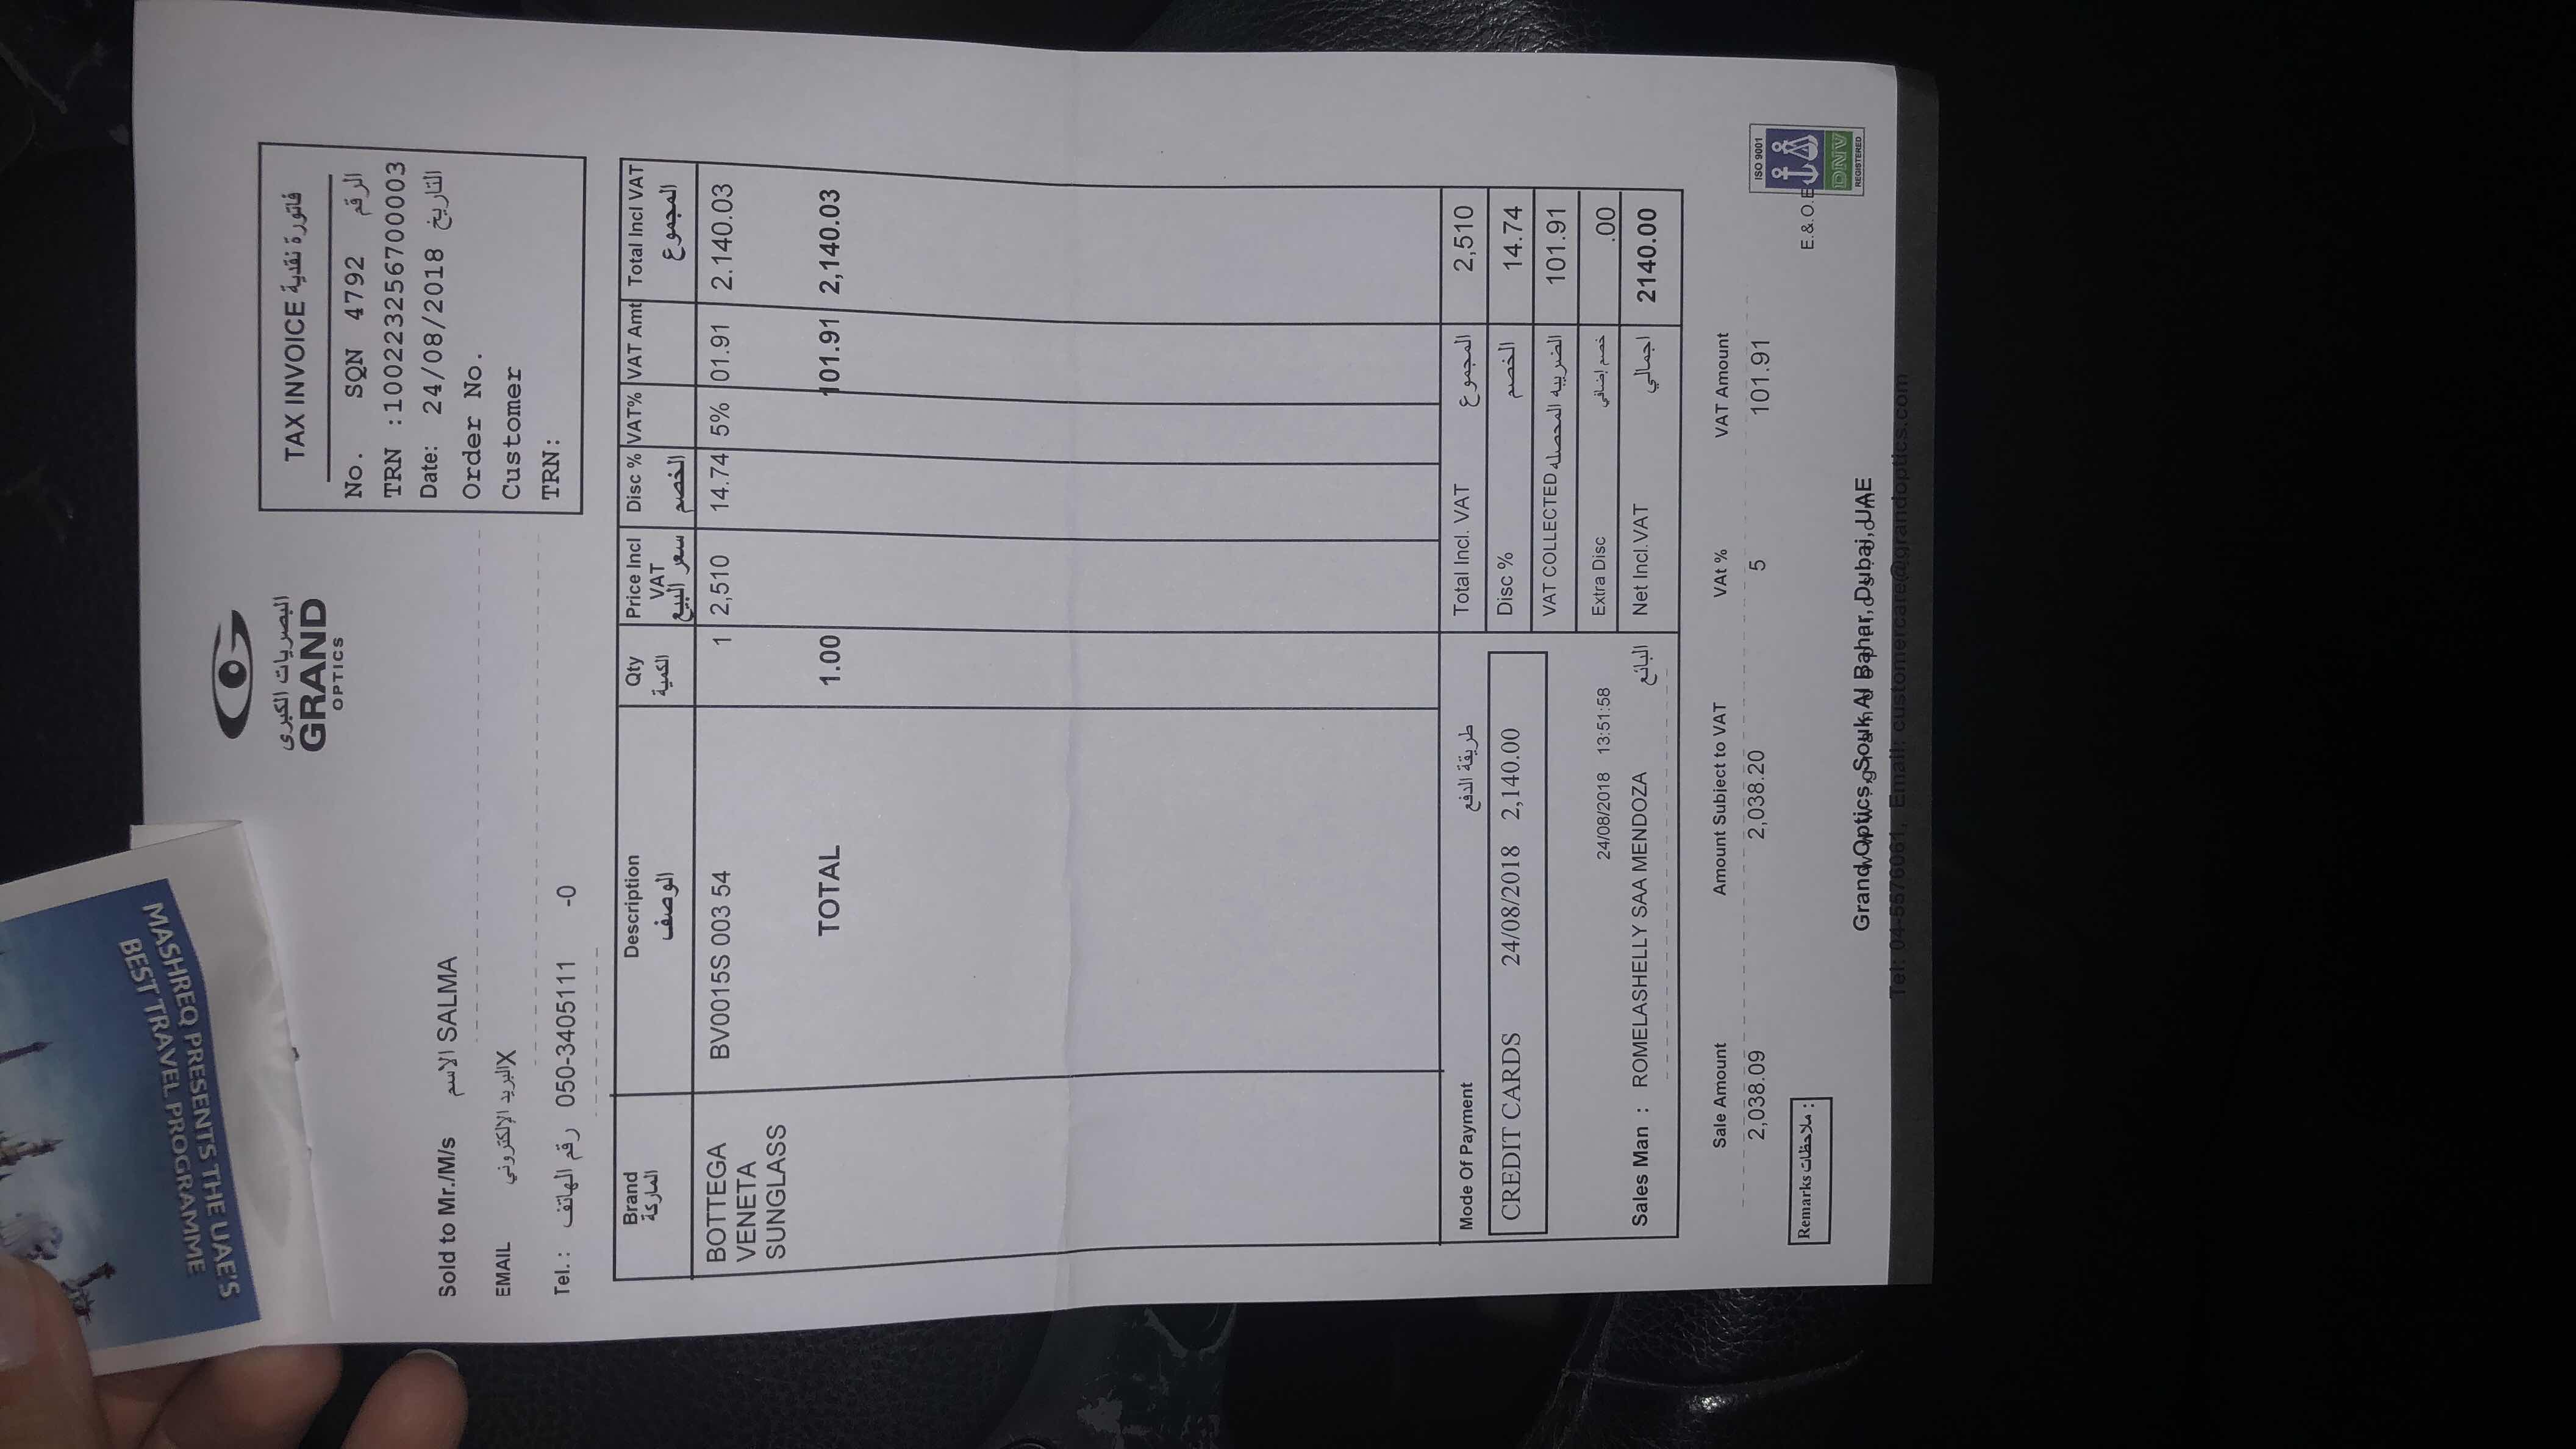 MASHREQ PRESENTS THE UAE'S
BEST TRAVEL PROGRAMME
البصريات الكبرى
GRAND
OPTICS
TAX INVOICE فاتورة نقدية
No. SQN 4792 الرقم
TRN :100223256700003
Date: 24/08/2018 التاريخ
Order No.
Customer
TRN:
Sold to Mr./M/s الاسم SALMA
EMAIL البريد الإلكتروني X
Tel. : رقم الهاتف 050-3405111 -0
Brand Description Qty Price Incl VAT Disc % VAT% VAT Amt Total Incl VAT
الماركة الوصف الكمية سعر البيع الخصم المجموع
BOTTEGA BV0015S 003 54 1 2,510 14.74 5% 01.91 2.140.03
VENETA
SUNGLASS
TOTAL 1.00 101.91 2,140.03
Mode Of Payment طريقة الدفع
CREDIT CARDS 24/08/2018 2,140.00
24/08/2018 13:51:58
Sales Man : ROMELASHELLY SAA MENDOZA البائع
Total Incl. VAT المجموع 2,510
Disc % الخصم 14.74
VAT COLLECTED الضريبه المحصله 101.91
Extra Disc خصم إضافي .00
Net Incl.VAT اجمالي 2140.00
Sale Amount Amount Subject to VAT VAt % VAT Amount
2,038.09 2,038.20 5 101.91
Remarks ملاحظات :
E.&.O.E
ISO 9001
DNV
REGISTERED
Grand Optics, Souk Al Bahar, Dubai, UAE
Tel: 04-5576061, Email: customercare@grandoptics.com